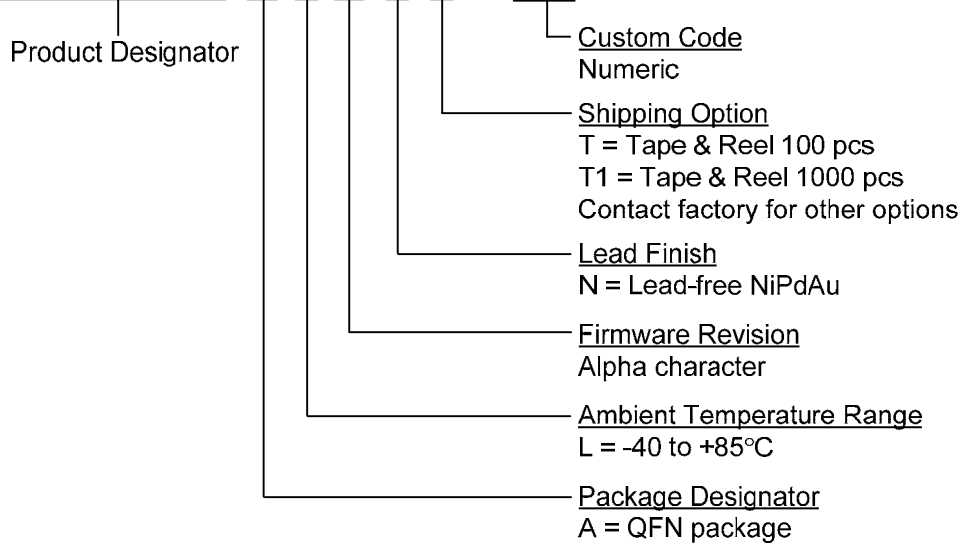 Product Designator
Custom Code
Numeric
Shipping Option
T = Tape & Reel 100 pcs
T1 = Tape & Reel 1000 pcs
Contact factory for other options
Lead Finish
N = Lead-free NiPdAu
Firmware Revision
Alpha character
Ambient Temperature Range
L = -40 to +85°C
Package Designator
A = QFN package